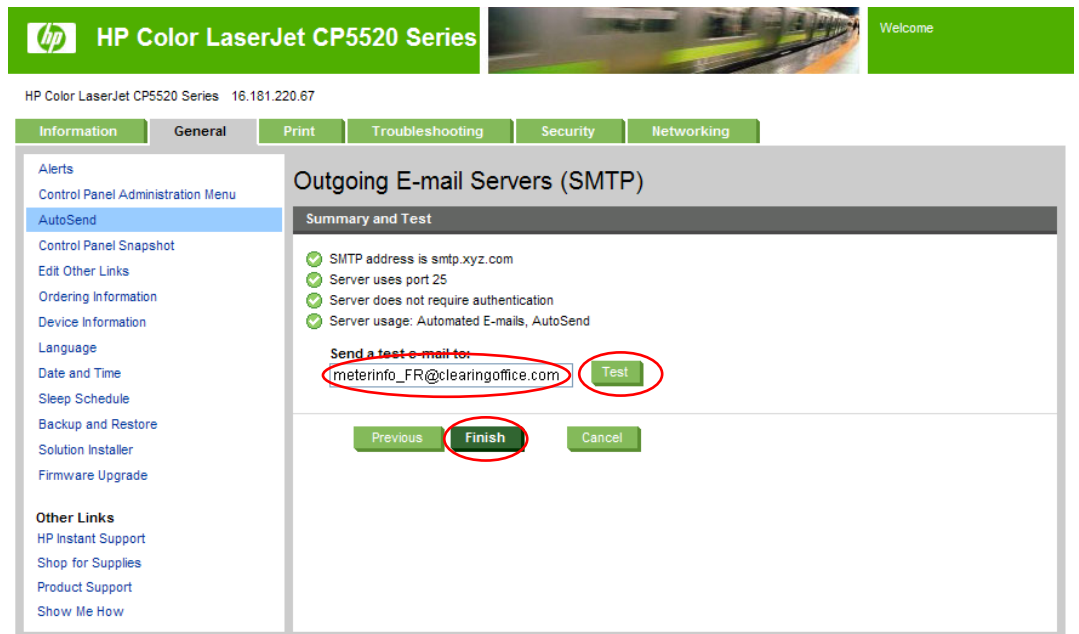 hp HP Color LaserJet CP5520 Series
Welcome
HP Color LaserJet CP5520 Series 16.181.220.67
Information General Print Troubleshooting Security Networking
Alerts
Control Panel Administration Menu
AutoSend
Control Panel Snapshot
Edit Other Links
Ordering Information
Device Information
Language
Date and Time
Sleep Schedule
Backup and Restore
Solution Installer
Firmware Upgrade
Other Links
HP Instant Support
Shop for Supplies
Product Support
Show Me How
Outgoing E-mail Servers (SMTP)
Summary and Test
SMTP address is smtp.xyz.com
Server uses port 25
Server does not require authentication
Server usage: Automated E-mails, AutoSend
Send a test e-mail to:
meterinfo_FR@clearingoffice.com Test
Previous Finish Cancel